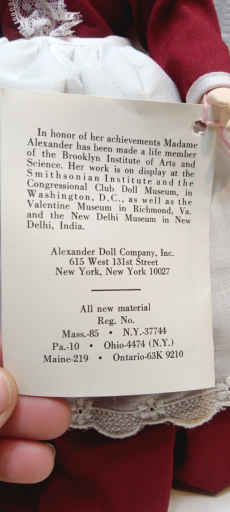 In honor of her achievements Madame
Alexander has been made a life member
of the Brooklyn Institute of Arts and
Science. Her work is on display at the
Smithsonian Institute and the
Congressional Club Doll Museum, in
Washington, D.C., as well as the
Valentine Museum in Richmond, Va.
and the New Delhi Museum in New
Delhi, India.
Alexander Doll Company, Inc.
615 West 131st Street
New York, New York 10027
All new material
Reg. No.
Mass.-85 • N.Y.-37744
Pa.-10 • Ohio-4474 (N.Y.)
Maine-219 • Ontario-63K 9210